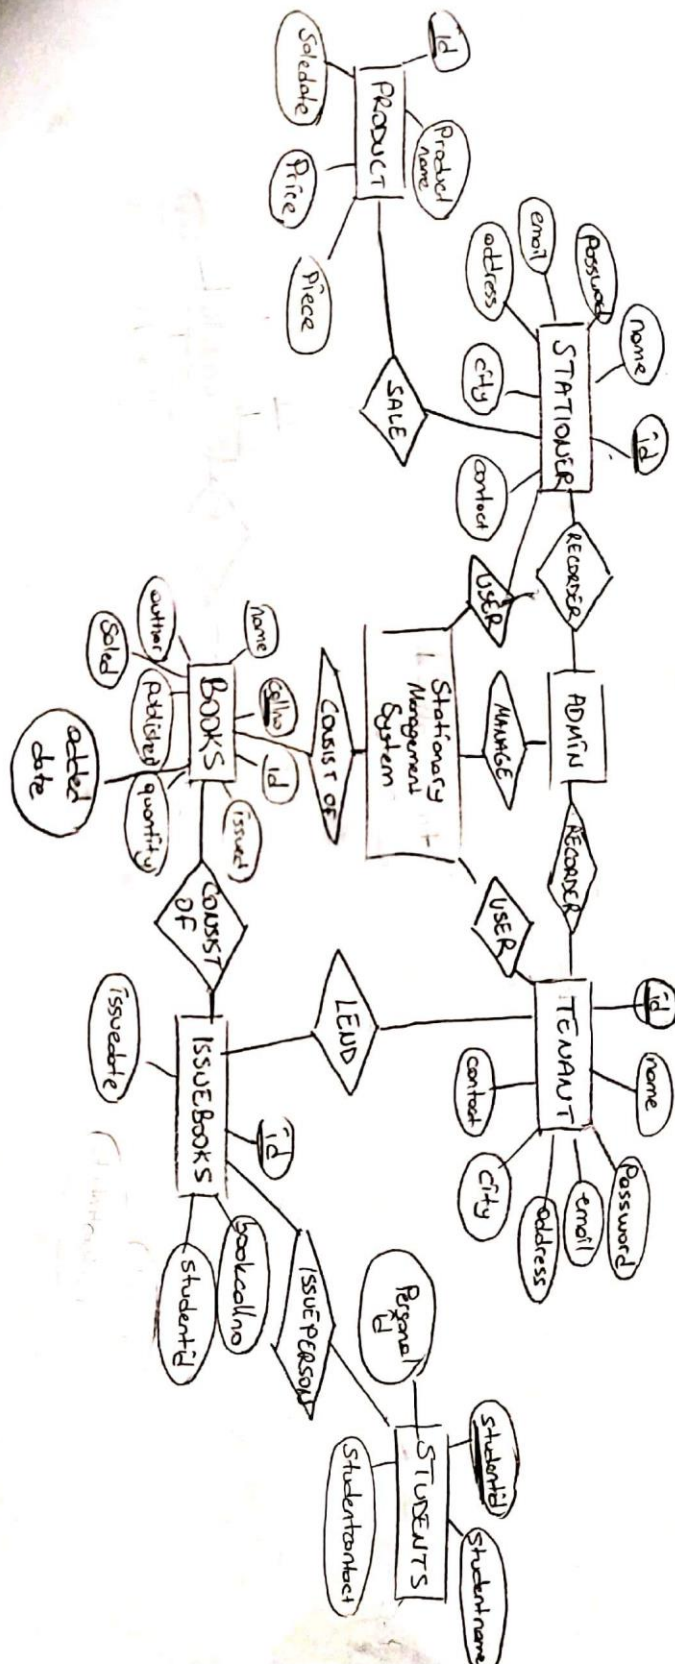 id
Product
name
Soledate
PRODUCT
Price
Piece
Password
name
email
address
STATIONER
id
city
contact
SALE
RECORDER
USER
ADMIN
MANAGE
Stationary
Management
System
CONSIST OF
name
author
Soled
BOOKS
callno
id
published
issued
quantity
added
date
CONSIST
OF
RECORDER
USER
LEND
id
name
TENANT
contact
Password
email
address
city
ISSUEBOOKS
issuedate
id
bookcallno
studentid
ISSUEPERSON
Personal
id
STUDENTS
studentid
studentname
studentcontact